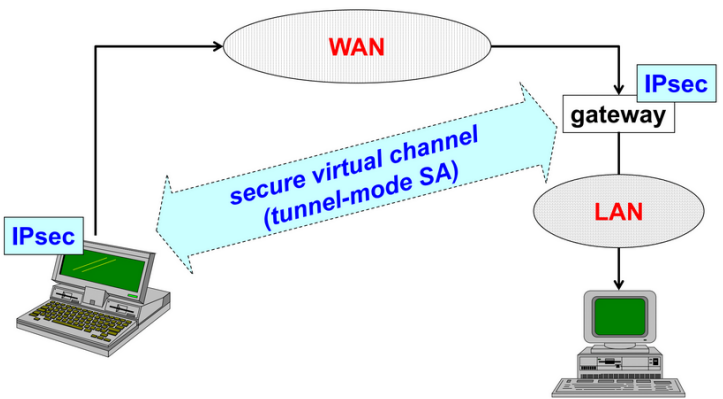 WAN
IPsec
gateway
secure virtual channel
(tunnel-mode SA)
LAN
IPsec